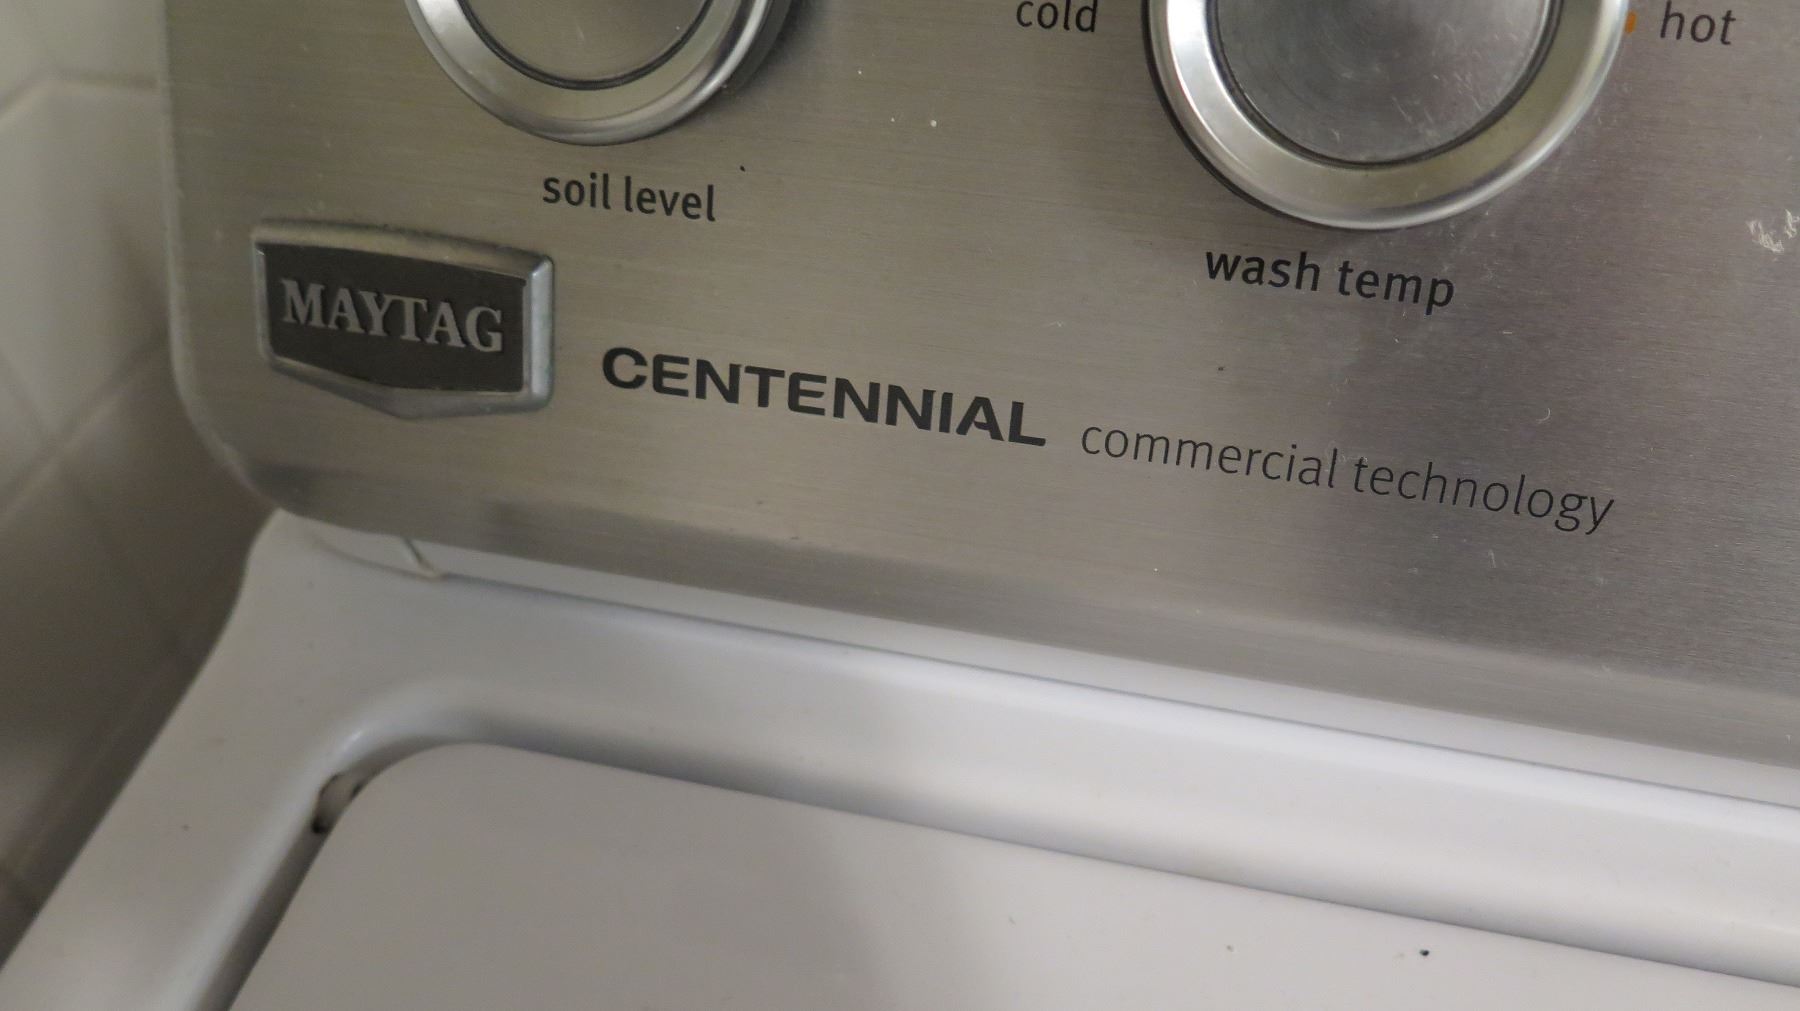 cold
hot
soil level
wash temp
MAYTAG
CENTENNIAL commercial technology